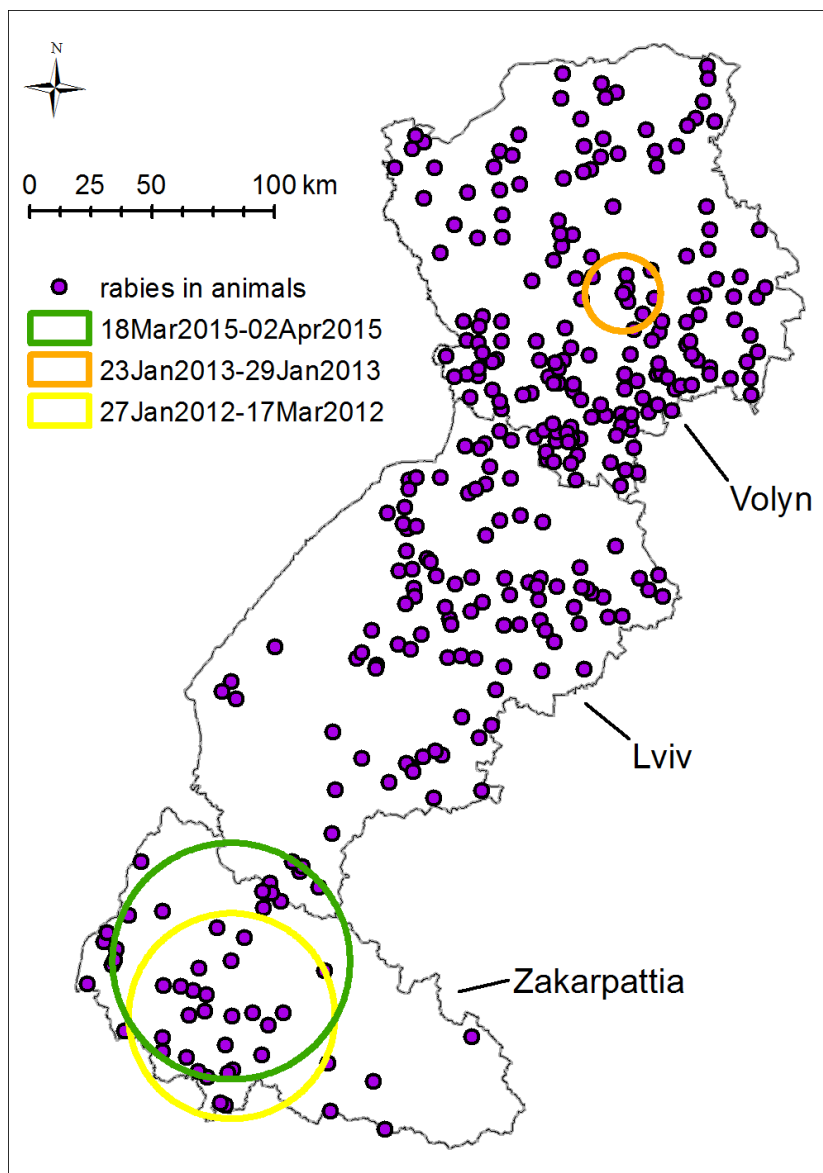 N
0 25 50 100 km
rabies in animals
18Mar2015-02Apr2015
23Jan2013-29Jan2013
27Jan2012-17Mar2012
Volyn
Lviv
Zakarpattia